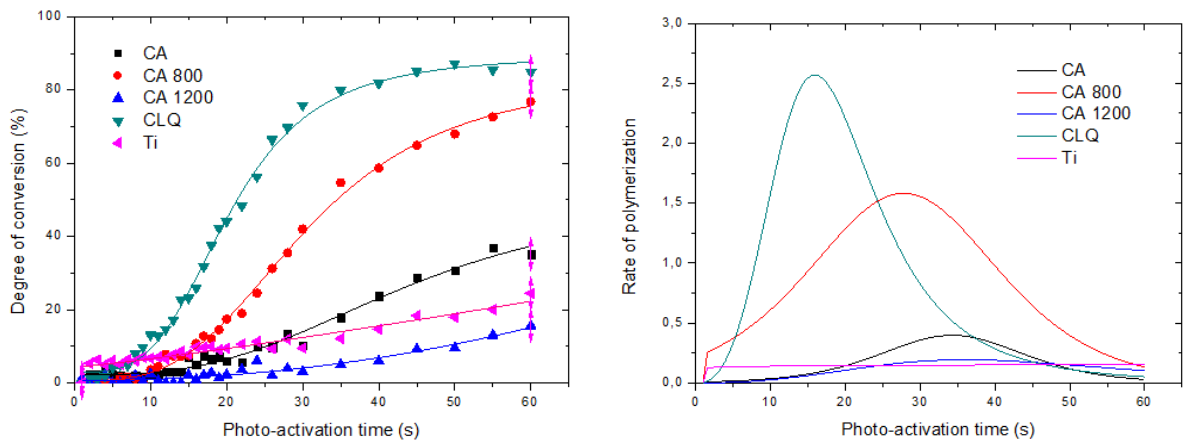 100
80
60
40
20
0
Degree of conversion (%)
CA
CA 800
CA 1200
CLQ
Ti
0 10 20 30 40 50 60
Photo-activation time (s)
3,0
2,5
2,0
1,5
1,0
0,5
0,0
Rate of polymerization
CA
CA 800
CA 1200
CLQ
Ti
0 10 20 30 40 50 60
Photo-activation time (s)